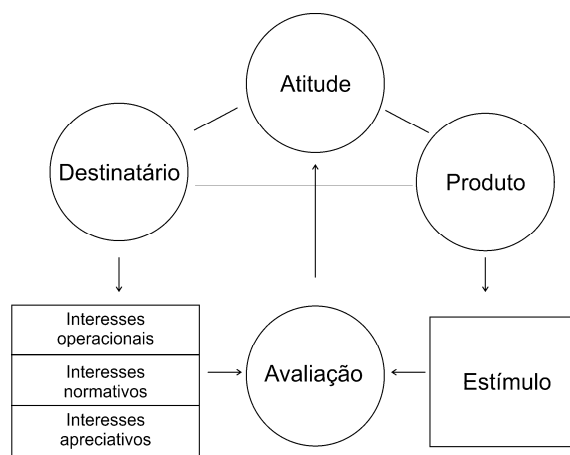 Atitude
Destinatário
Produto
Interesses
operacionais
Interesses
normativos
Interesses
apreciativos
Avaliação
Estímulo